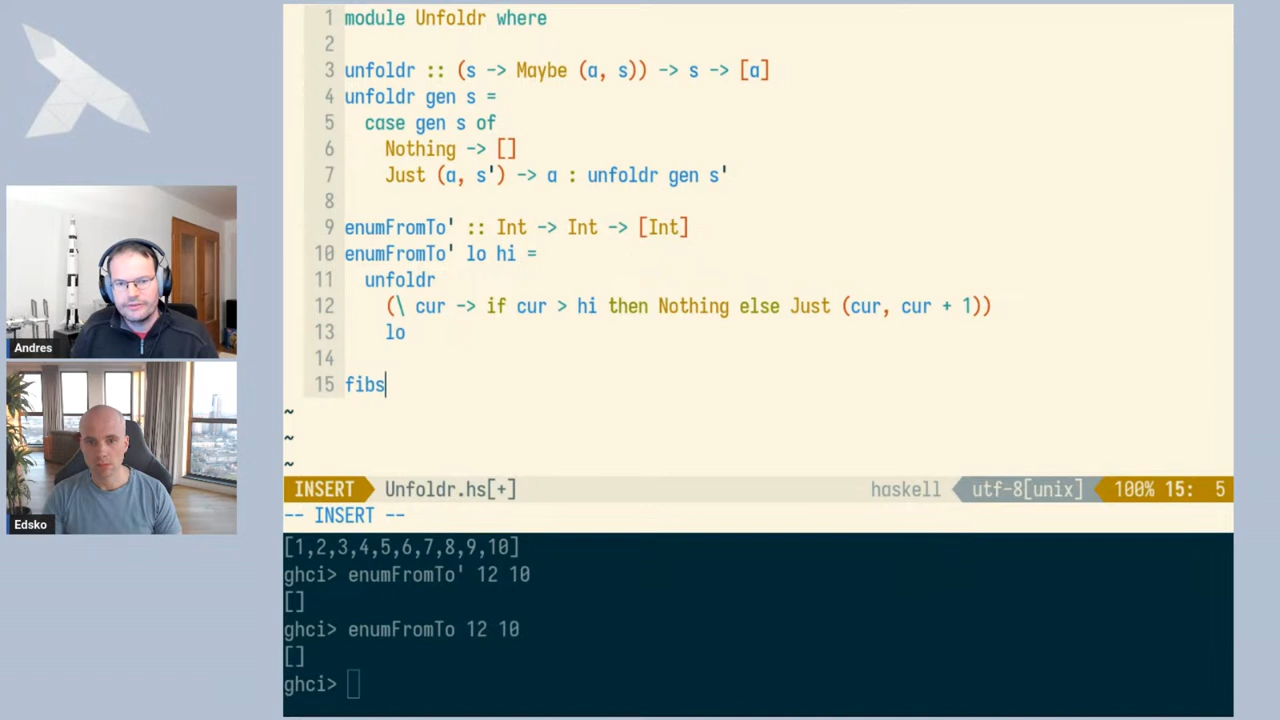 1 module Unfoldr where
2
3 unfoldr :: (s -> Maybe (a, s)) -> s -> [a]
4 unfoldr gen s =
5   case gen s of
6     Nothing -> []
7     Just (a, s') -> a : unfoldr gen s'
8
9 enumFromTo' :: Int -> Int -> [Int]
10 enumFromTo' lo hi =
11   unfoldr
12     (\ cur -> if cur > hi then Nothing else Just (cur, cur + 1))
13     lo
14
15 fibs
~
~
~
INSERT Unfoldr.hs[+] haskell utf-8[unix] 100% 15: 5
-- INSERT --
[1,2,3,4,5,6,7,8,9,10]
ghci> enumFromTo' 12 10
[]
ghci> enumFromTo 12 10
[]
ghci>
Andres
Edsko